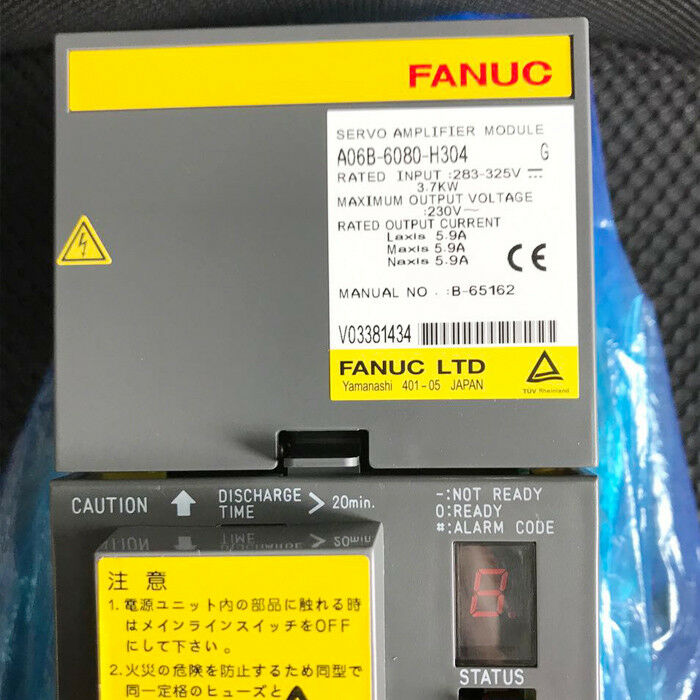 FANUC
SERVO AMPLIFIER MODULE
A06B-6080-H304 G
RATED INPUT :283-325V ⎓
3.7KW
MAXIMUM OUTPUT VOLTAGE
:230V～
RATED OUTPUT CURRENT
Laxis 5.9A
Maxis 5.9A
Naxis 5.9A
CE
MANUAL NO. :B-65162
V03381434
FANUC LTD
Yamanashi 401-05 JAPAN
TÜV Rheinland
CAUTION ↑ DISCHARGE TIME > 20min.
-:NOT READY
0:READY
#:ALARM CODE
注 意
1. 電源ユニット内の部品に触れる時
はメインラインスイッチをOFF
にして下さい。
2. 火災の危険を防止するため同型で
同一定格のヒューズと
8.
STATUS